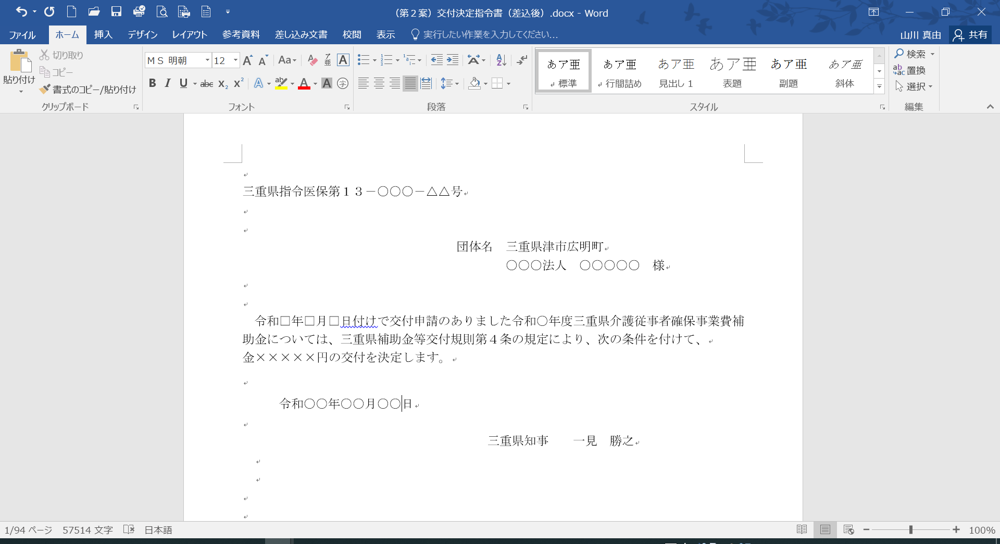 （第２案）交付決定指令書（差込後）.docx - Word
ファイル ホーム 挿入 デザイン レイアウト 参考資料 差し込み文書 校閲 表示 実行したい作業を入力してください... 山川 真由 共有
貼り付け
切り取り
コピー
書式のコピー/貼り付け
クリップボード
ＭＳ 明朝 12
フォント
段落
あア亜 あア亜 あア亜 あア亜 あア亜 あア亜
標準 行間詰め 見出し 1 表題 副題 斜体
スタイル
検索
置換
選択
編集
三重県指令医保第１３－○○○－△△号
団体名　三重県津市広明町
○○○法人　○○○○○　様
令和□年□月□日付けで交付申請のありました令和○年度三重県介護従事者確保事業費補
助金については、三重県補助金等交付規則第４条の規定により、次の条件を付けて、
金×××××円の交付を決定します。
令和○○年○○月○○日
三重県知事　　一見　勝之
1/94 ページ 57514 文字 日本語 100%